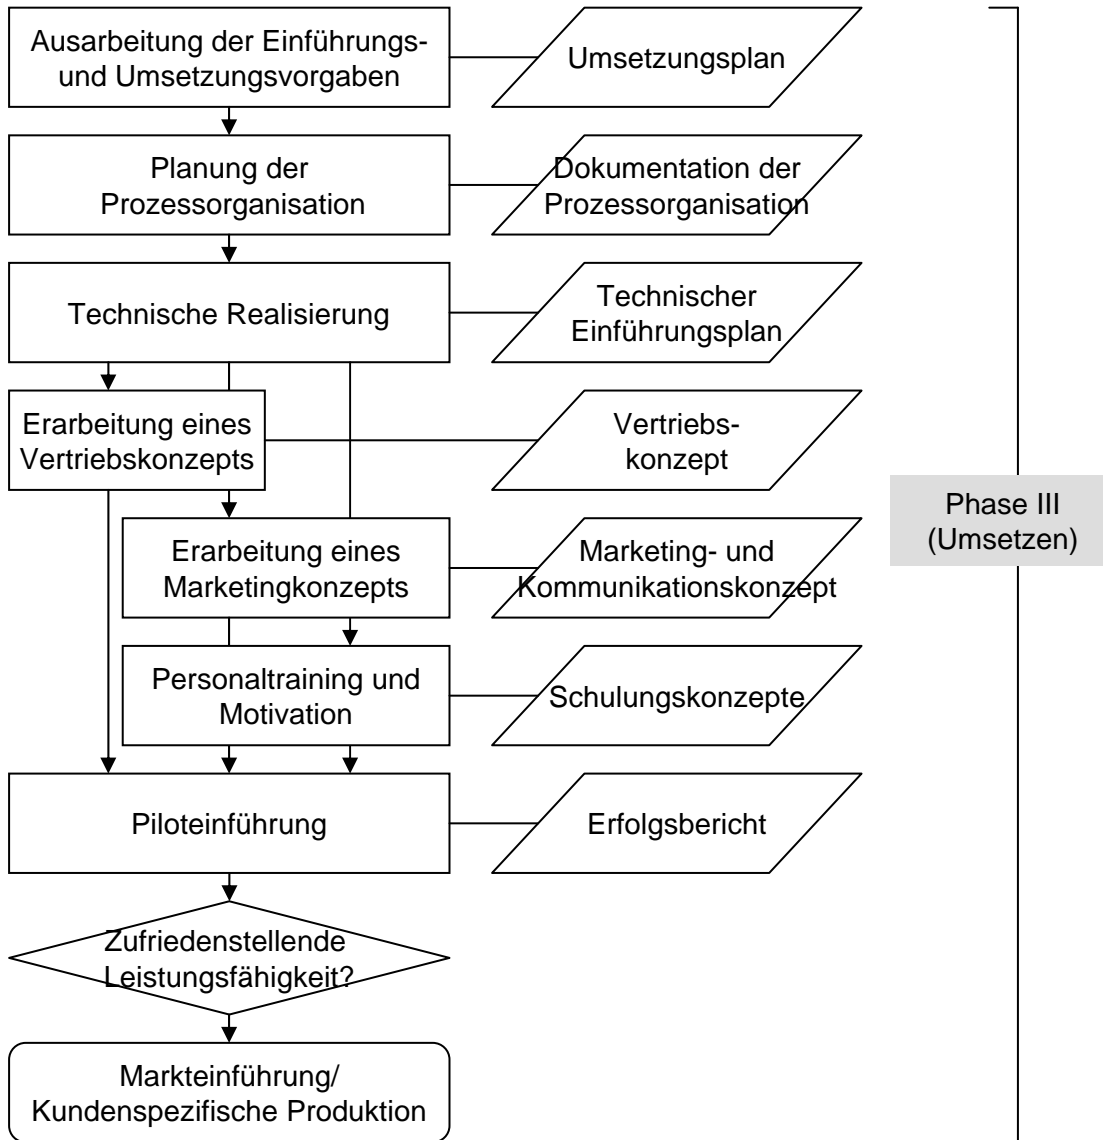 Ausarbeitung der Einführungs-
und Umsetzungsvorgaben
Umsetzungsplan
Planung der
Prozessorganisation
Dokumentation der
Prozessorganisation
Technische Realisierung
Technischer
Einführungsplan
Erarbeitung eines
Vertriebskonzepts
Vertriebs-
konzept
Phase III
(Umsetzen)
Erarbeitung eines
Marketingkonzepts
Marketing- und
Kommunikationskonzept
Personaltraining und
Motivation
Schulungskonzepte
Piloteinführung
Erfolgsbericht
Zufriedenstellende
Leistungsfähigkeit?
Markteinführung/
Kundenspezifische Produktion